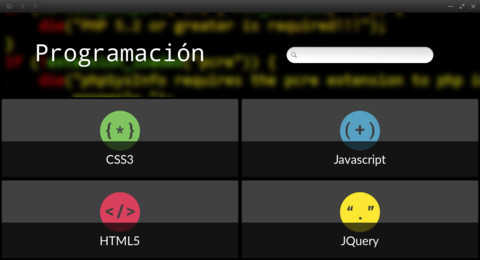 die("PHP 5.3 or greater is required!!!");
}
Programación
die("phpSysInfo requires the pcre extension to php i
{*}
CSS3
(+)
Javascript
</>
HTML5
“.”
JQuery